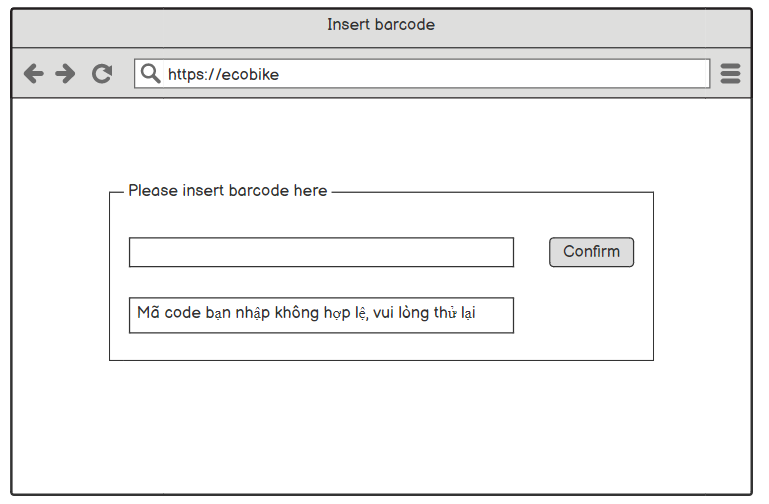 Insert barcode
https://ecobike
Please insert barcode here
Confirm
Mã code bạn nhập không hợp lệ, vui lòng thử lại